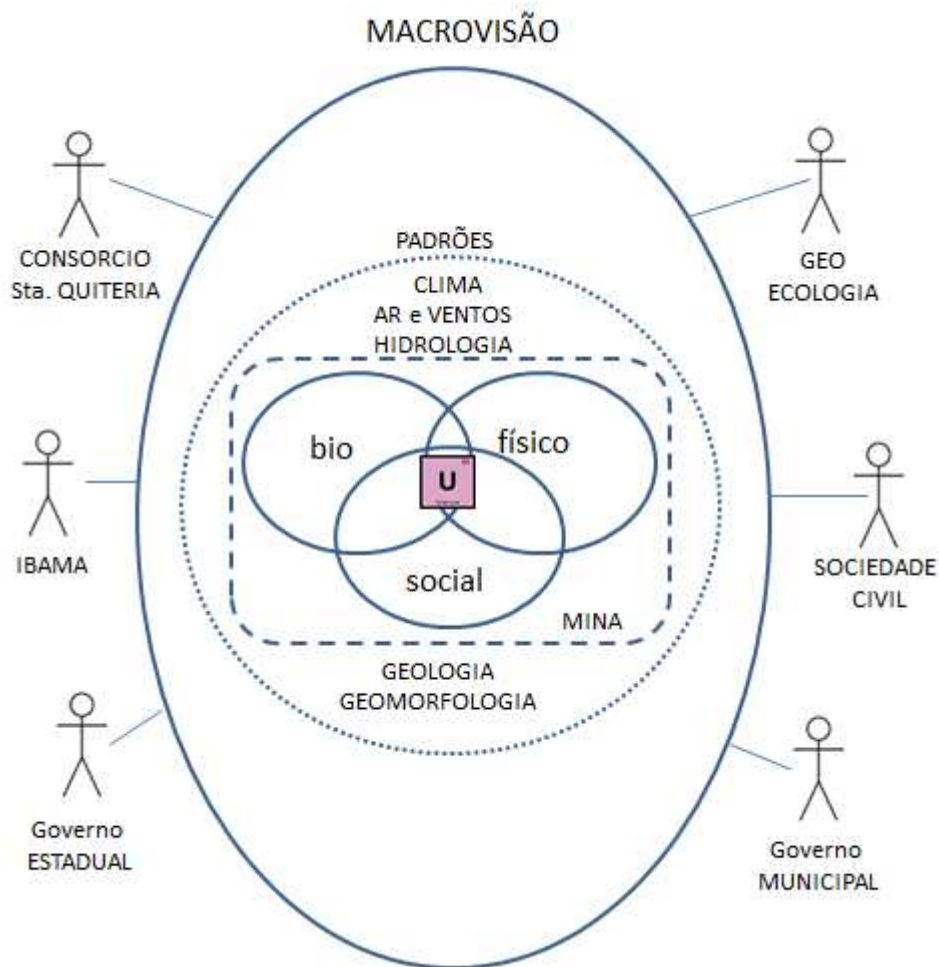 MACROVISÃO
CONSORCIO
Sta. QUITERIA
GEO
ECOLOGIA
PADRÕES
CLIMA
AR e VENTOS
HIDROLOGIA
bio
físico
U
social
MINA
IBAMA
SOCIEDADE
CIVIL
GEOLOGIA
GEOMORFOLOGIA
Governo
ESTADUAL
Governo
MUNICIPAL